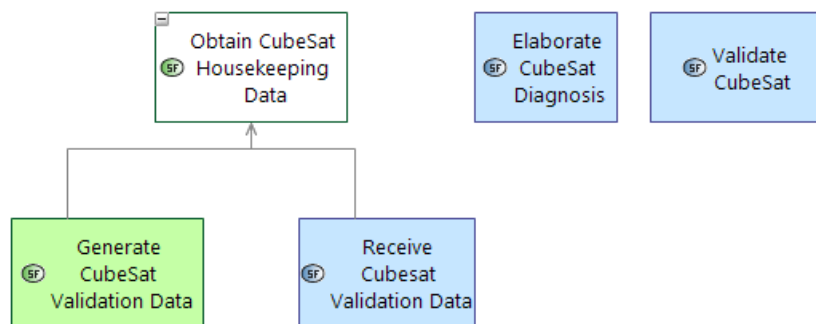 Obtain CubeSat
SF Housekeeping
Data
Elaborate
SF CubeSat
Diagnosis
SF Validate
CubeSat
Generate
SF CubeSat
Validation Data
Receive
SF Cubesat
Validation Data